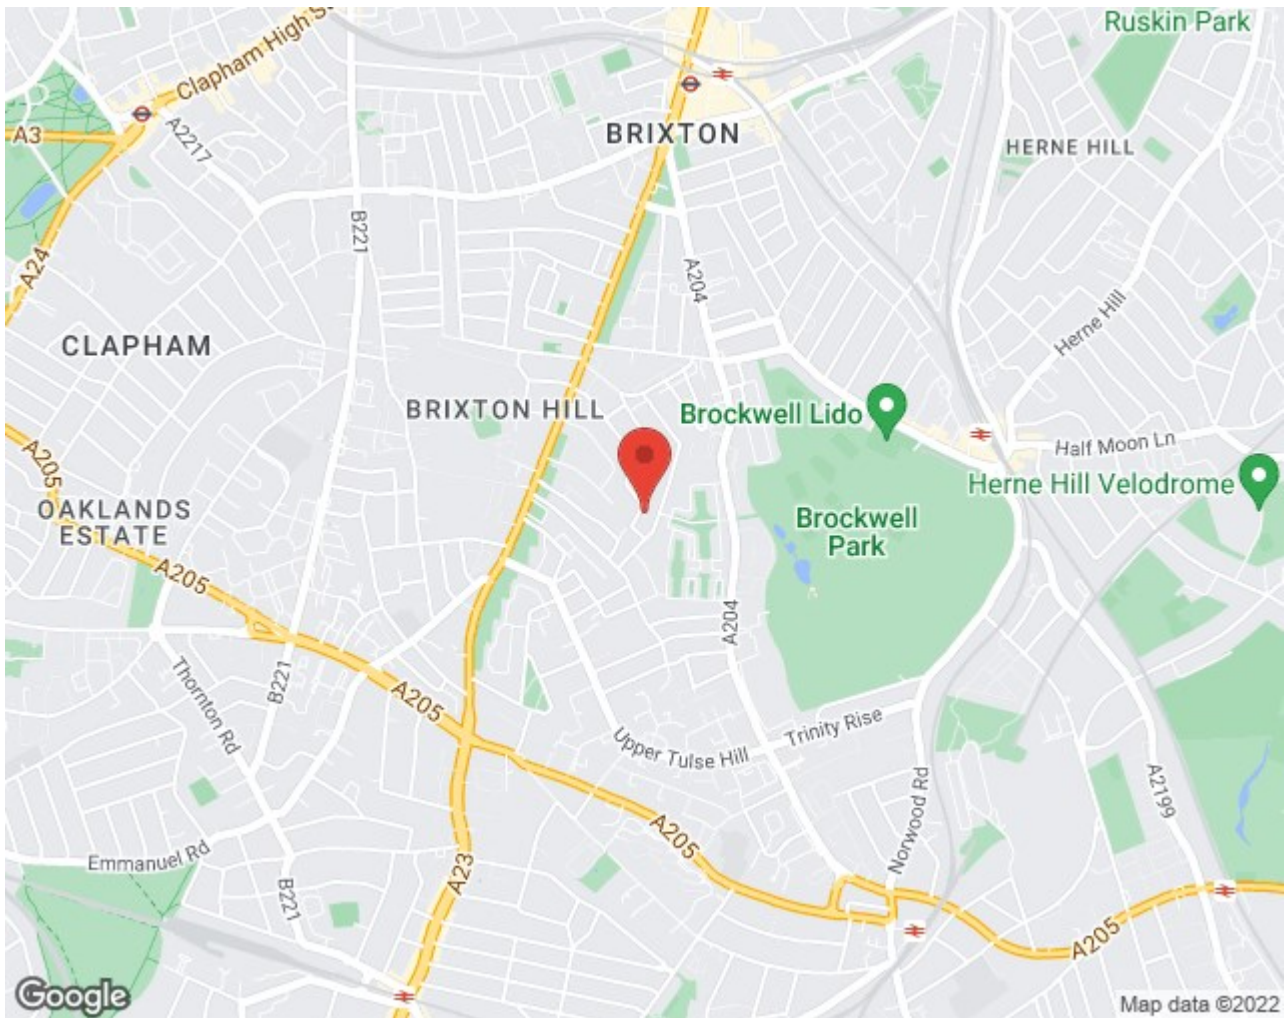 Ruskin Park
Clapham High S
A3
A2217
BRIXTON
HERNE HILL
B221
A24
A204
Herne Hill
CLAPHAM
BRIXTON HILL
Brockwell Lido
Half Moon Ln
A205
Herne Hill Velodrome
OAKLANDS
ESTATE
Brockwell
Park
A205
A204
Thornton Rd
B221
A205
Upper Tulse Hill
Trinity Rise
Norwood Rd
A2199
A205
Emmanuel Rd
A23
B221
A205
Google
Map data ©2022